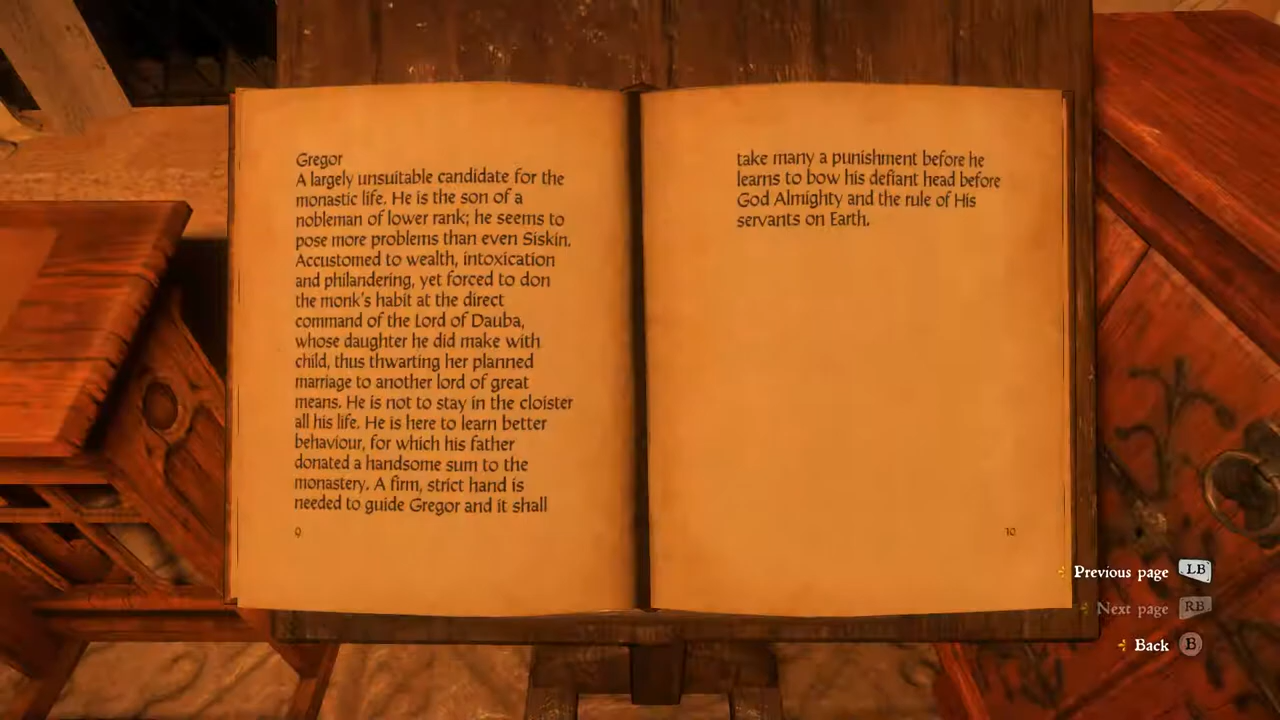 Gregor
A largely unsuitable candidate for the
monastic life. He is the son of a
nobleman of lower rank; he seems to
pose more problems than even Siskin.
Accustomed to wealth, intoxication
and philandering, yet forced to don
the monk's habit at the direct
command of the Lord of Dauba,
whose daughter he did make with
child, thus thwarting her planned
marriage to another lord of great
means. He is not to stay in the cloister
all his life. He is here to learn better
behaviour, for which his father
donated a handsome sum to the
monastery. A firm, strict hand is
needed to guide Gregor and it shall
9
take many a punishment before he
learns to bow his defiant head before
God Almighty and the rule of His
servants on Earth.
10
Previous page LB
Next page RB
Back B